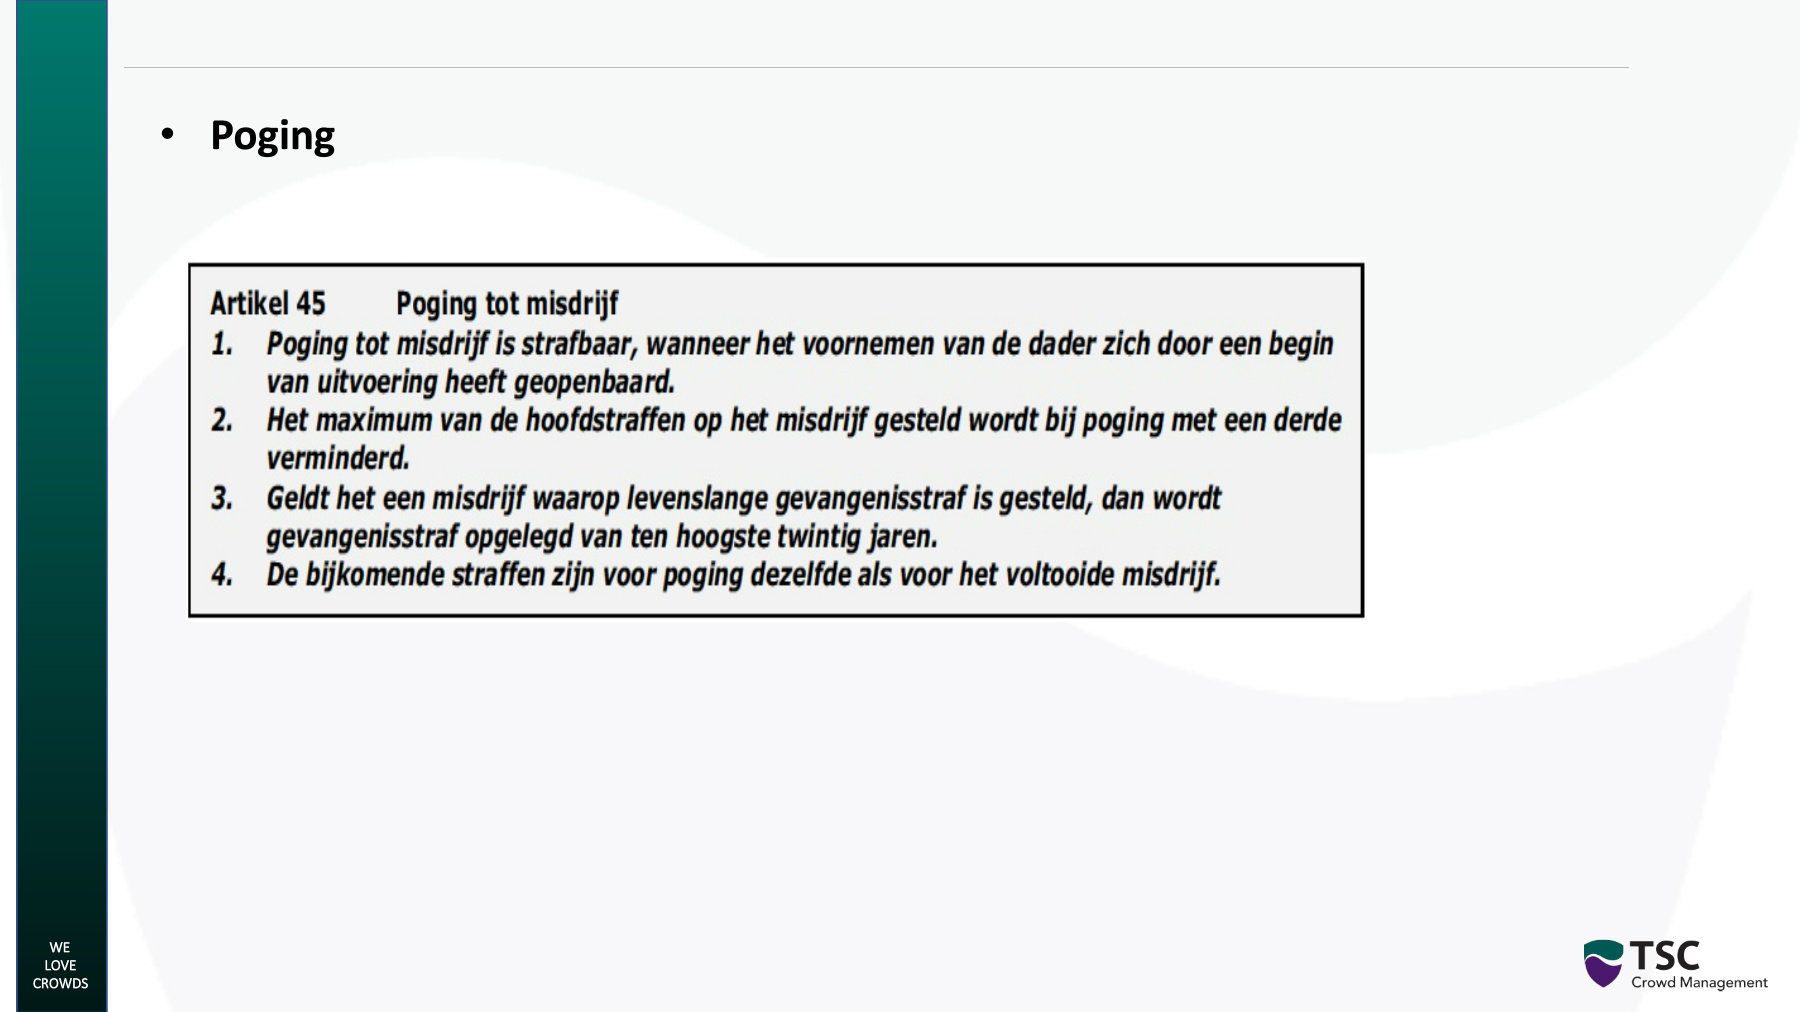 • Poging
Artikel 45 Poging tot misdrijf
1. Poging tot misdrijf is strafbaar, wanneer het voornemen van de dader zich door een begin
van uitvoering heeft geopenbaard.
2. Het maximum van de hoofdstraffen op het misdrijf gesteld wordt bij poging met een derde
verminderd.
3. Geldt het een misdrijf waarop levenslange gevangenisstraf is gesteld, dan wordt
gevangenisstraf opgelegd van ten hoogste twintig jaren.
4. De bijkomende straffen zijn voor poging dezelfde als voor het voltooide misdrijf.
WE
LOVE
CROWDS
TSC
Crowd Management